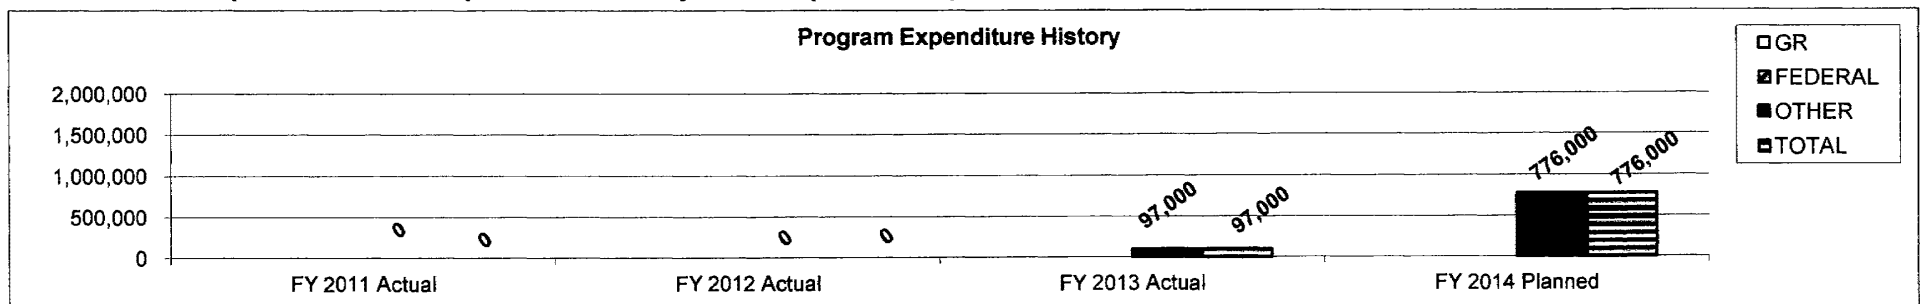 Program Expenditure History
GR
FEDERAL
OTHER
TOTAL
2,000,000
1,500,000
1,000,000
500,000
0
0
0
0
0
97,000
97,000
776,000
776,000
FY 2011 Actual
FY 2012 Actual
FY 2013 Actual
FY 2014 Planned